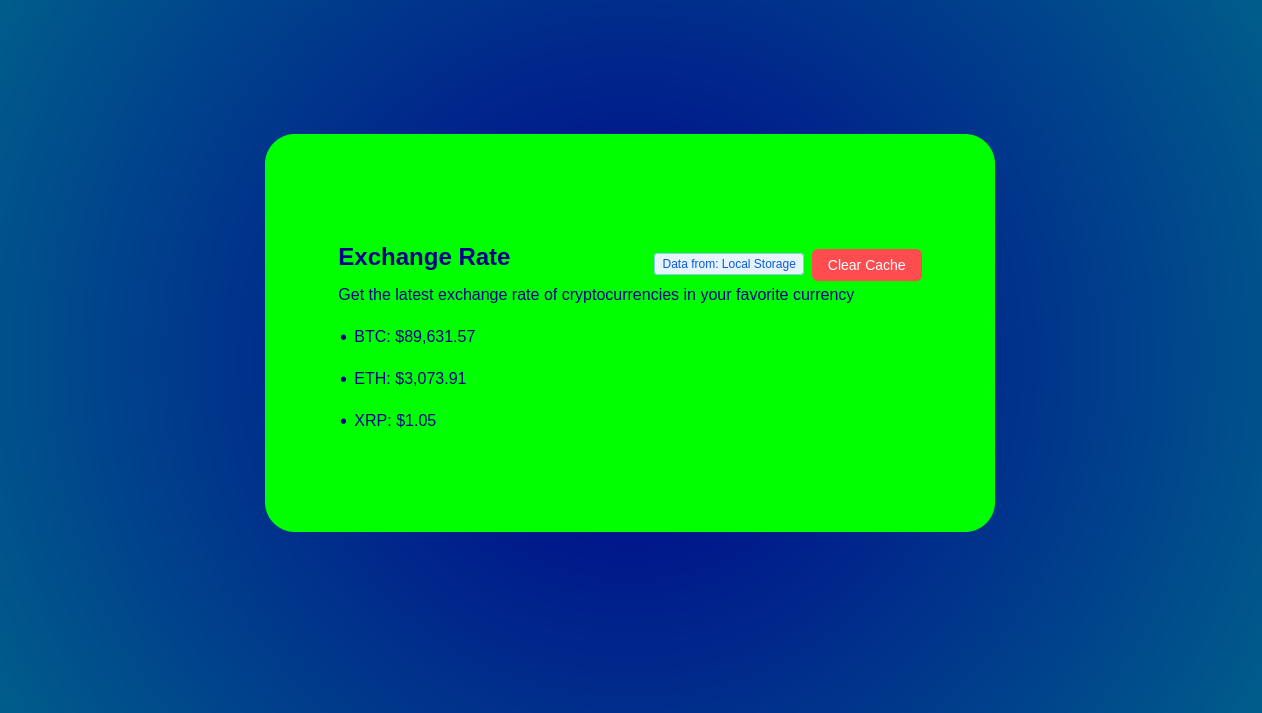 Exchange Rate
Data from: Local Storage
Clear Cache
Get the latest exchange rate of cryptocurrencies in your favorite currency
• BTC: $89,631.57
• ETH: $3,073.91
• XRP: $1.05